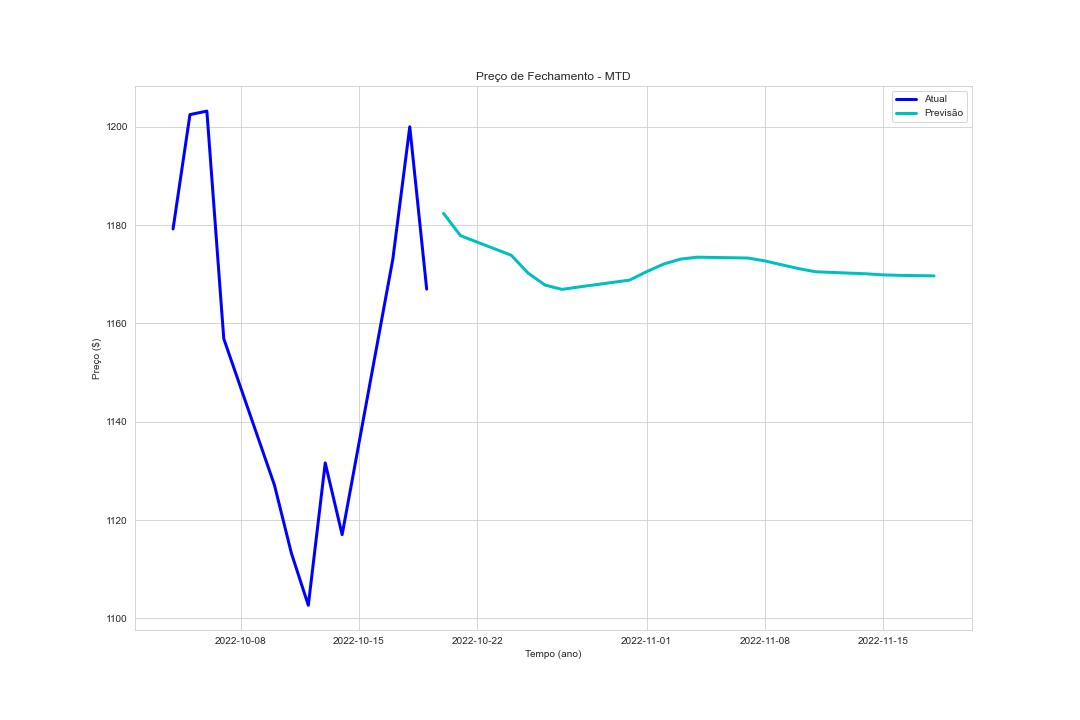 Preço de Fechamento - MTD
Atual
Previsão
1200
1180
1160
1140
1120
1100
Preço ($)
2022-10-08 2022-10-15 2022-10-22 2022-11-01 2022-11-08 2022-11-15
Tempo (ano)